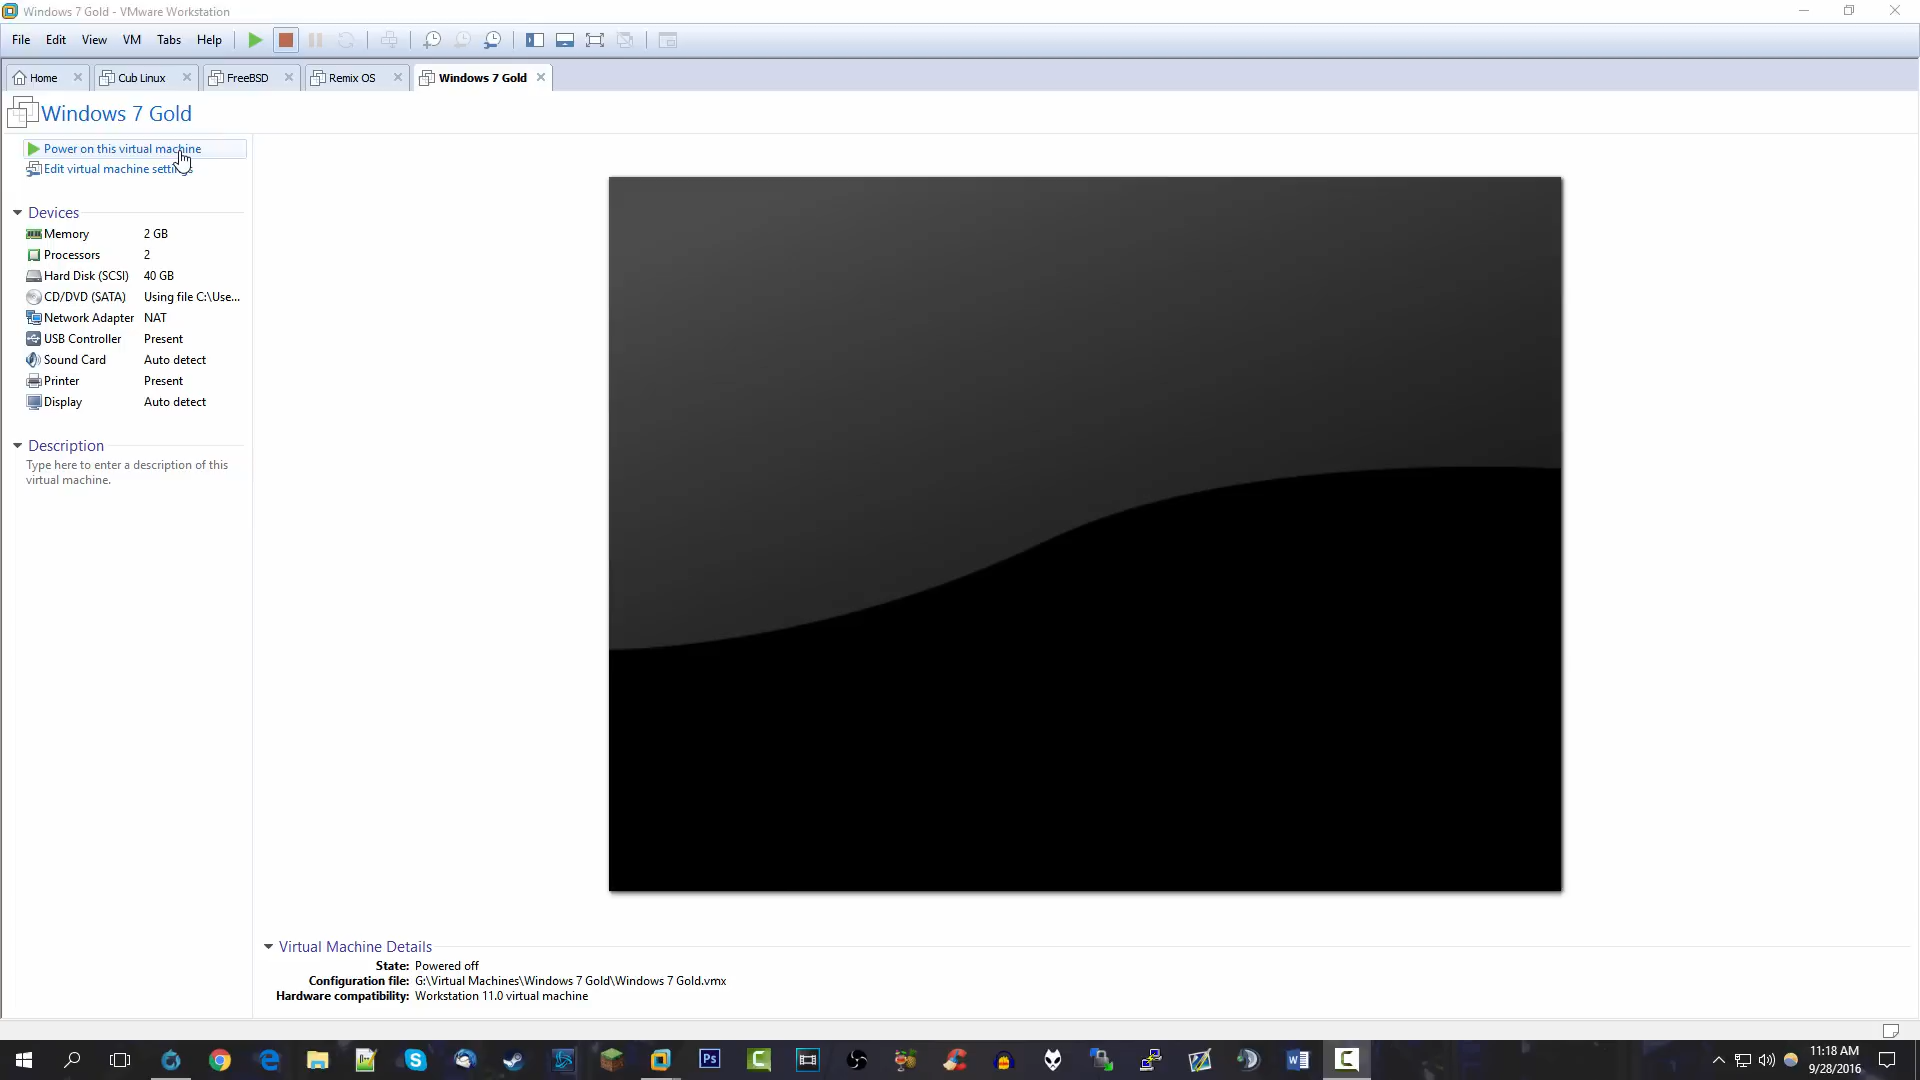 Windows 7 Gold - VMware Workstation
File Edit View VM Tabs Help
Home Cub Linux FreeBSD Remix OS Windows 7 Gold
Windows 7 Gold
Power on this virtual machine
Edit virtual machine settings
Devices
Memory 2 GB
Processors 2
Hard Disk (SCSI) 40 GB
CD/DVD (SATA) Using file C:\Use...
Network Adapter NAT
USB Controller Present
Sound Card Auto detect
Printer Present
Display Auto detect
Description
Type here to enter a description of this
virtual machine.
Virtual Machine Details
State: Powered off
Configuration file: G:\Virtual Machines\Windows 7 Gold\Windows 7 Gold.vmx
Hardware compatibility: Workstation 11.0 virtual machine
Ps
11:18 AM
9/28/2016